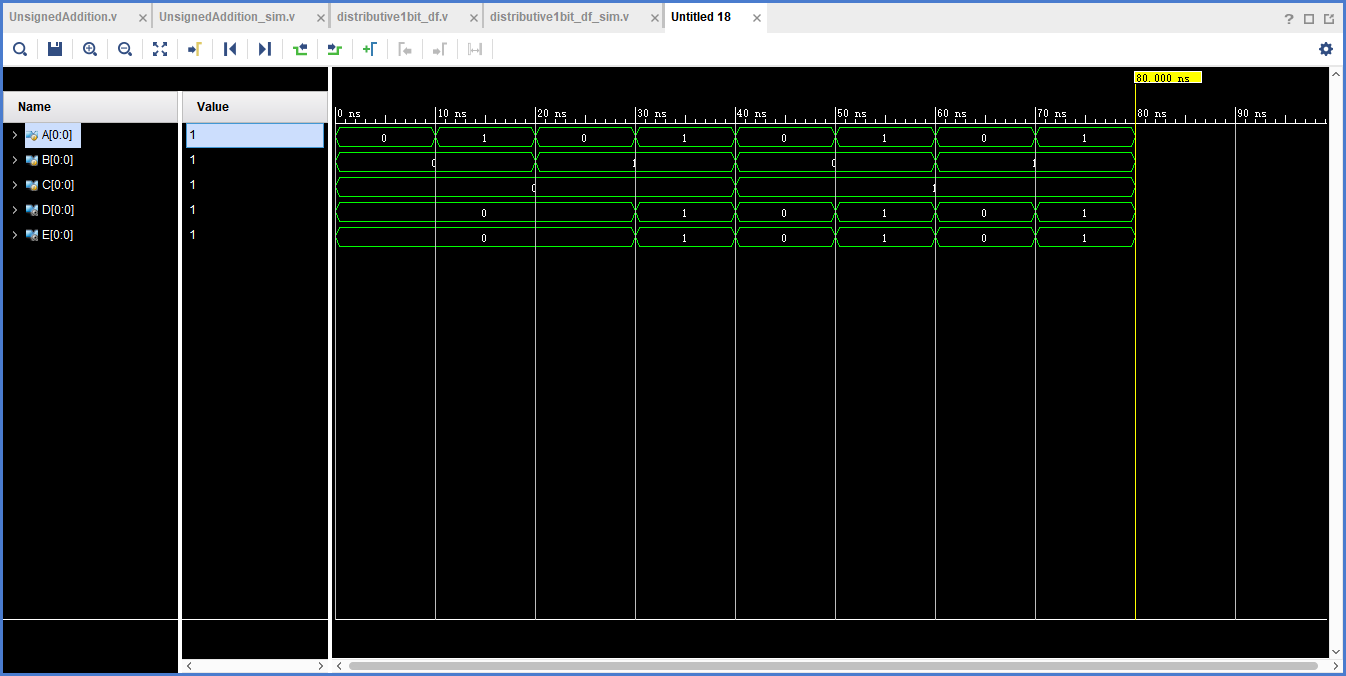 UnsignedAddition.v UnsignedAddition_sim.v distributive1bit_df.v distributive1bit_df_sim.v Untitled 18
80.000 ns
Name Value
0 ns 10 ns 20 ns 30 ns 40 ns 50 ns 60 ns 70 ns 80 ns 90 ns
A[0:0] 1 0 1 0 1 0 1 0 1
B[0:0] 1 0 1 0 1
C[0:0] 1 0 1
D[0:0] 1 0 1 0 1 0 1
E[0:0] 1 0 1 0 1 0 1